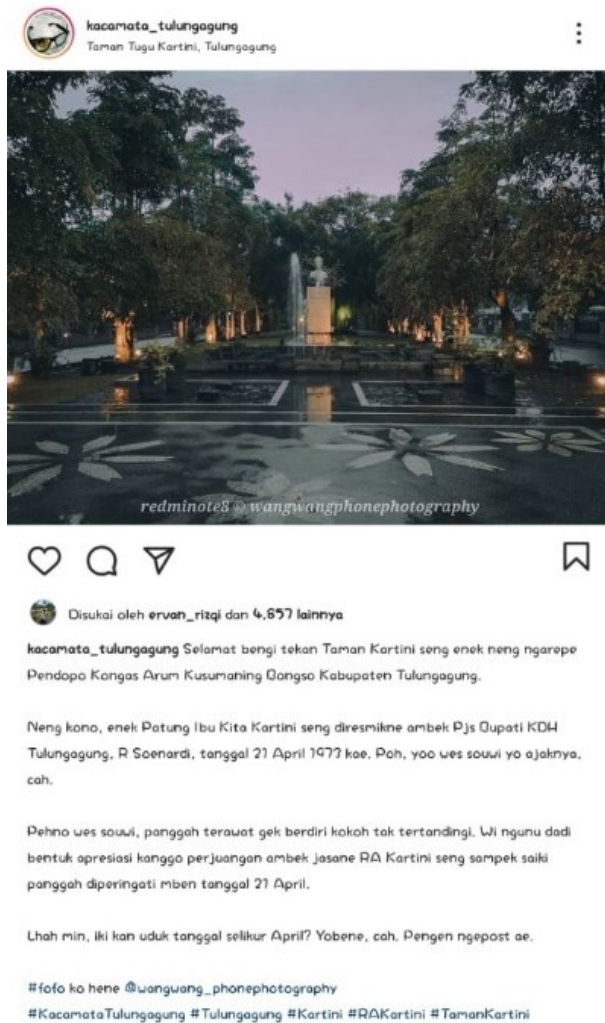 kacamata_tulungagung
Taman Tugu Kartini, Tulungagung
redminote8 wangwangphonephotography
Disukai oleh ervan_rizqi dan 4.857 lainnya
kacamata_tulungagung Selamat bengi tekan Taman Kartini seng enek neng ngarepe
Pendopo Kongas Arum Kusumaning Bongso Kabupaten Tulungagung.
Neng kono, enek Patung Ibu Kita Kartini seng diresmikne ambek Pjs Bupati KDH
Tulungagung, R Soenardi, tanggal 21 April 1973 kae. Poh, yoo wes souwi yo ajaknya,
cah.
Pehno wes souwi, panggah terawat gek berdiri kokoh tak tertandingi. Wi ngunu dadi
bentuk apresiasi kanggo perjuangan ambek jasane RA Kartini seng sampek saiki
panggah diperingati mben tanggal 21 April.
Lhah min, iki kan uduk tanggal selikur April? Yobene, cah. Pengen ngepost ae.
#fofo ko hene @wangwang_phonephotography
#KacamataTulungagung #Tulungagung #Kartini #RAKartini #TamanKartini